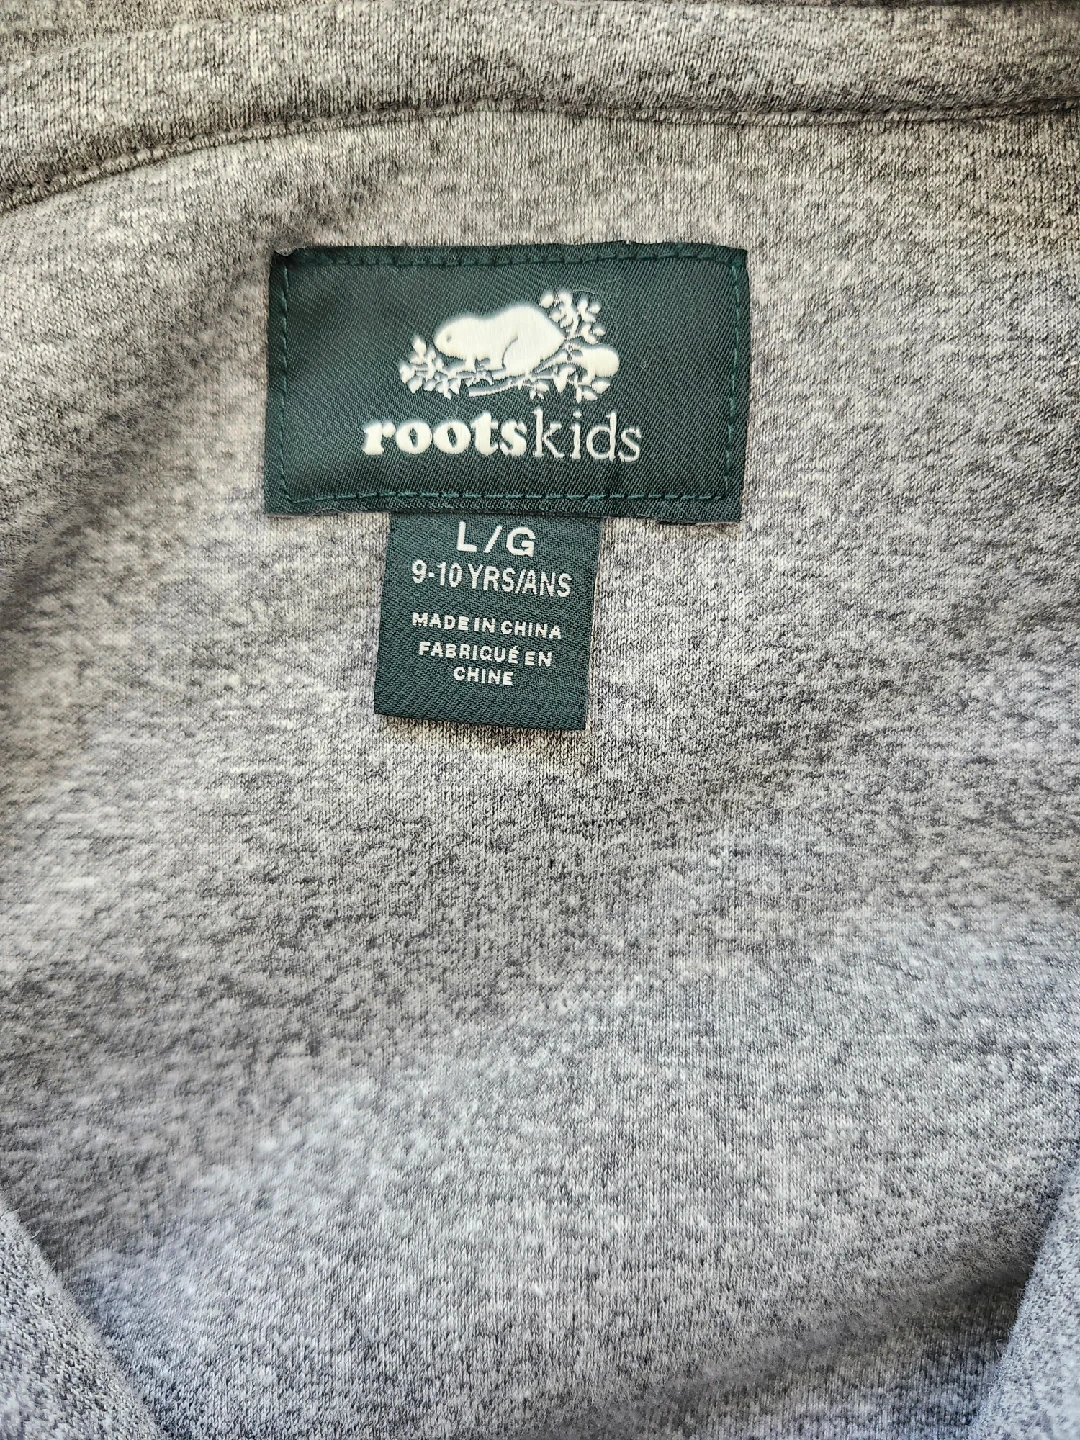 rootskids
L/G
9-10 YRS/ANS
MADE IN CHINA
FABRIQUÉ EN
CHINE